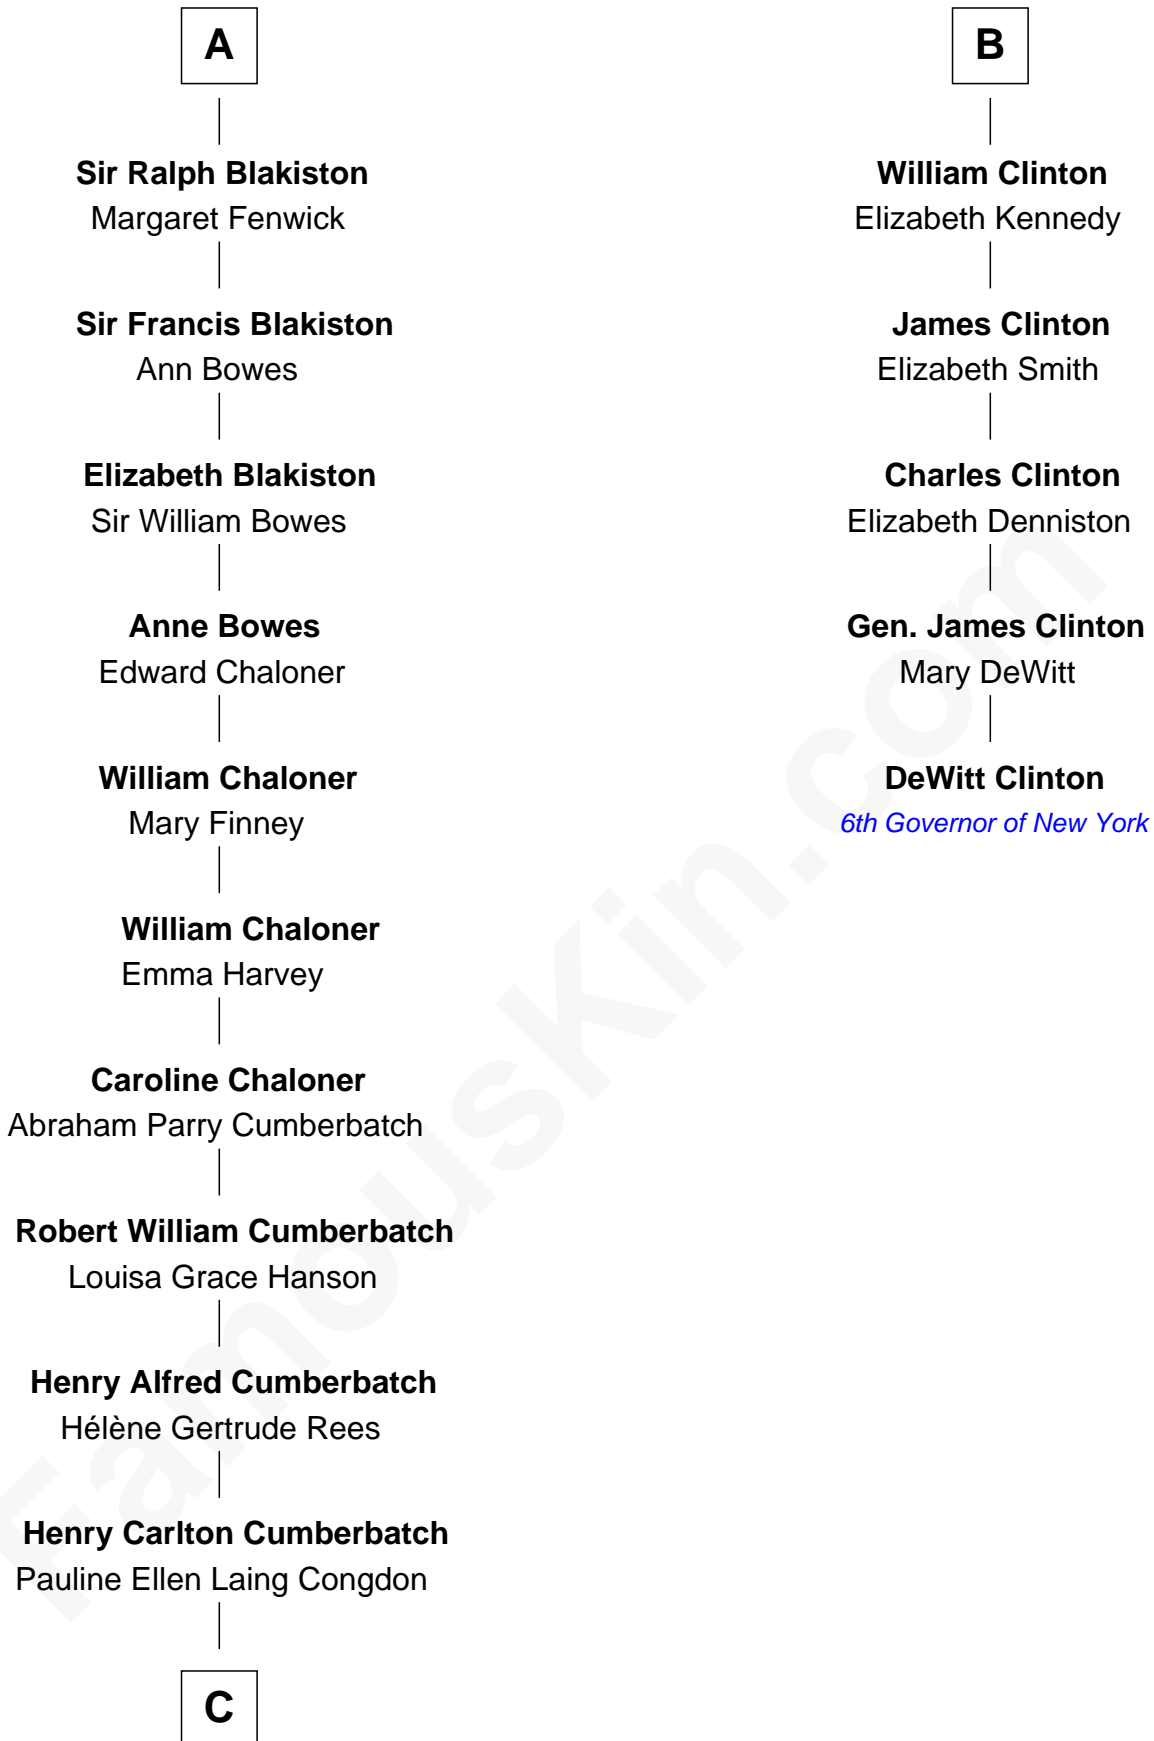 A
Sir Ralph Blakiston
Margaret Fenwick
Sir Francis Blakiston
Ann Bowes
Elizabeth Blakiston
Sir William Bowes
Anne Bowes
Edward Chaloner
William Chaloner
Mary Finney
William Chaloner
Emma Harvey
Caroline Chaloner
Abraham Parry Cumberbatch
Robert William Cumberbatch
Louisa Grace Hanson
Henry Alfred Cumberbatch
Hélène Gertrude Rees
Henry Carlton Cumberbatch
Pauline Ellen Laing Congdon
C
B
William Clinton
Elizabeth Kennedy
James Clinton
Elizabeth Smith
Charles Clinton
Elizabeth Denniston
Gen. James Clinton
Mary DeWitt
DeWitt Clinton
6th Governor of New York
FamousKin.com